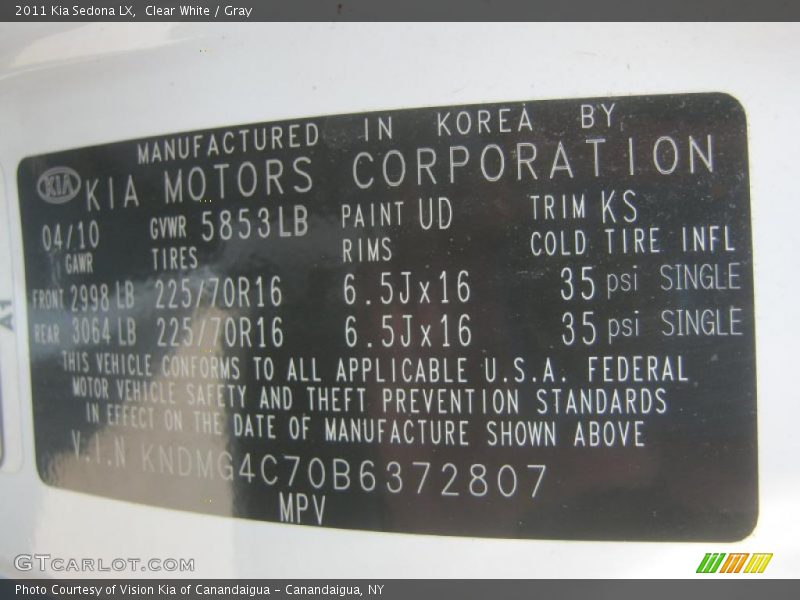 2011 Kia Sedona LX,  Clear White / Gray
MANUFACTURED IN KOREA BY
KIA KIA MOTORS CORPORATION
04/10 GVWR 5853LB PAINT UD TRIM KS
GAWR TIRES RIMS COLD TIRE INFL
FRONT 2998 LB 225/70R16 6.5Jx16 35 psi SINGLE
REAR 3064 LB 225/70R16 6.5Jx16 35 psi SINGLE
THIS VEHICLE CONFORMS TO ALL APPLICABLE U.S.A. FEDERAL
MOTOR VEHICLE SAFETY AND THEFT PREVENTION STANDARDS
IN EFFECT ON THE DATE OF MANUFACTURE SHOWN ABOVE
V.I.N KNDMG4C70B6372807
MPV
A1
GTCARLOT.COM
Photo Courtesy of Vision Kia of Canandaigua - Canandaigua, NY